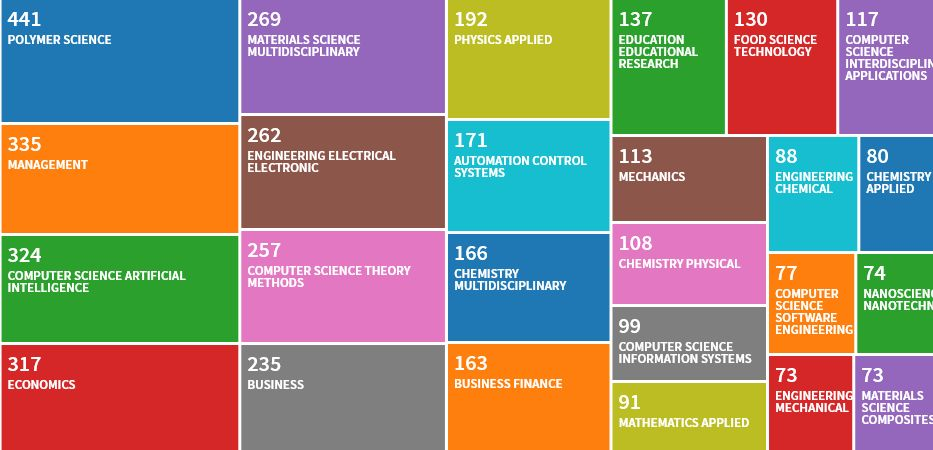 441
POLYMER SCIENCE
335
MANAGEMENT
324
COMPUTER SCIENCE ARTIFICIAL
INTELLIGENCE
317
ECONOMICS
269
MATERIALS SCIENCE
MULTIDISCIPLINARY
262
ENGINEERING ELECTRICAL
ELECTRONIC
257
COMPUTER SCIENCE THEORY
METHODS
235
BUSINESS
192
PHYSICS APPLIED
171
AUTOMATION CONTROL
SYSTEMS
166
CHEMISTRY
MULTIDISCIPLINARY
163
BUSINESS FINANCE
137
EDUCATION
EDUCATIONAL
RESEARCH
130
FOOD SCIENCE
TECHNOLOGY
117
COMPUTER
SCIENCE
INTERDISCIPLIN
APPLICATIONS
113
MECHANICS
108
CHEMISTRY PHYSICAL
99
COMPUTER SCIENCE
INFORMATION SYSTEMS
91
MATHEMATICS APPLIED
88
ENGINEERING
CHEMICAL
80
CHEMISTRY
APPLIED
77
COMPUTER
SCIENCE
SOFTWARE
ENGINEERING
74
NANOSCIENC
NANOTECHN
73
ENGINEERING
MECHANICAL
73
MATERIALS
SCIENCE
COMPOSITES